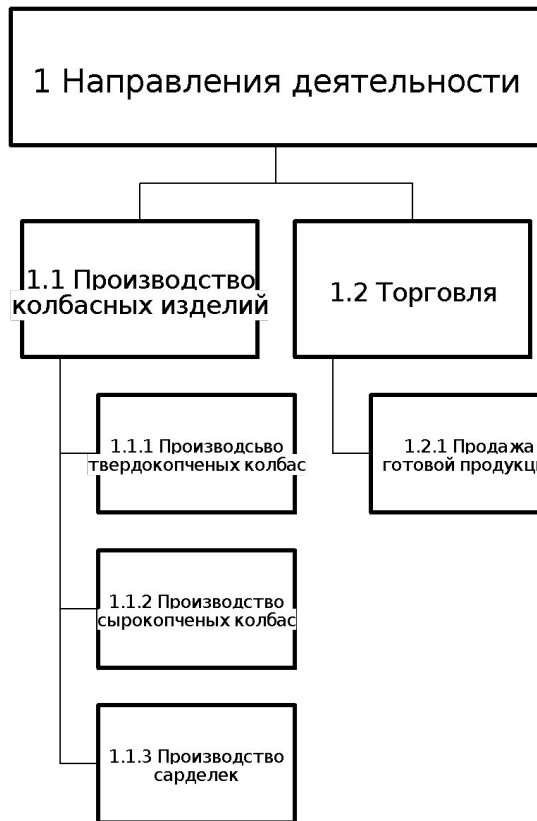 1 Направления деятельности
1.1 Производство
колбасных изделий
1.2 Торговля
1.1.1 Производсьво
твердокопченых колбас
1.2.1 Продажа
готовой
1.1.2 Производство
сырокопченых колбас
1.1.3 Производство
сарделек